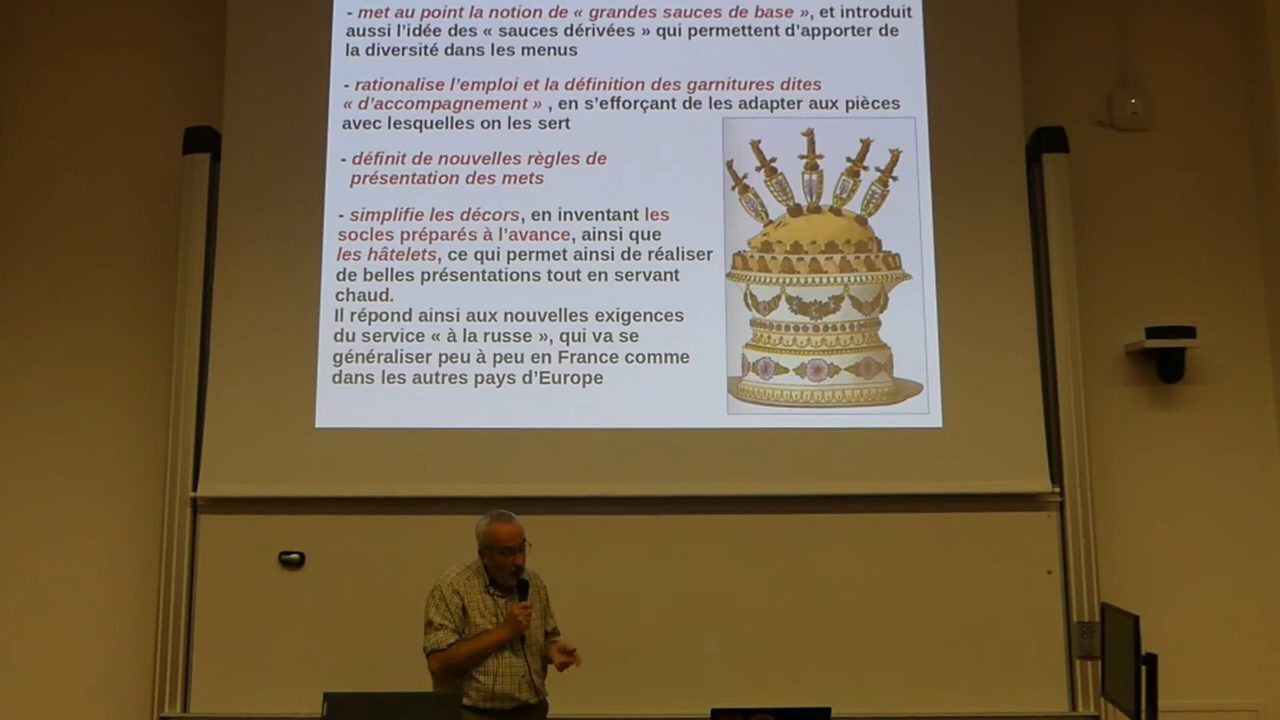 - met au point la notion de « grandes sauces de base », et introduit
aussi l'idée des « sauces dérivées » qui permettent d'apporter de
la diversité dans les menus
- rationalise l'emploi et la définition des garnitures dites
« d'accompagnement » , en s'efforçant de les adapter aux pièces
avec lesquelles on les sert
- définit de nouvelles règles de
présentation des mets
- simplifie les décors, en inventant les
socles préparés à l'avance, ainsi que
les hâtelets, ce qui permet ainsi de réaliser
de belles présentations tout en servant
chaud.
Il répond ainsi aux nouvelles exigences
du service « à la russe », qui va se
généraliser peu à peu en France comme
dans les autres pays d'Europe